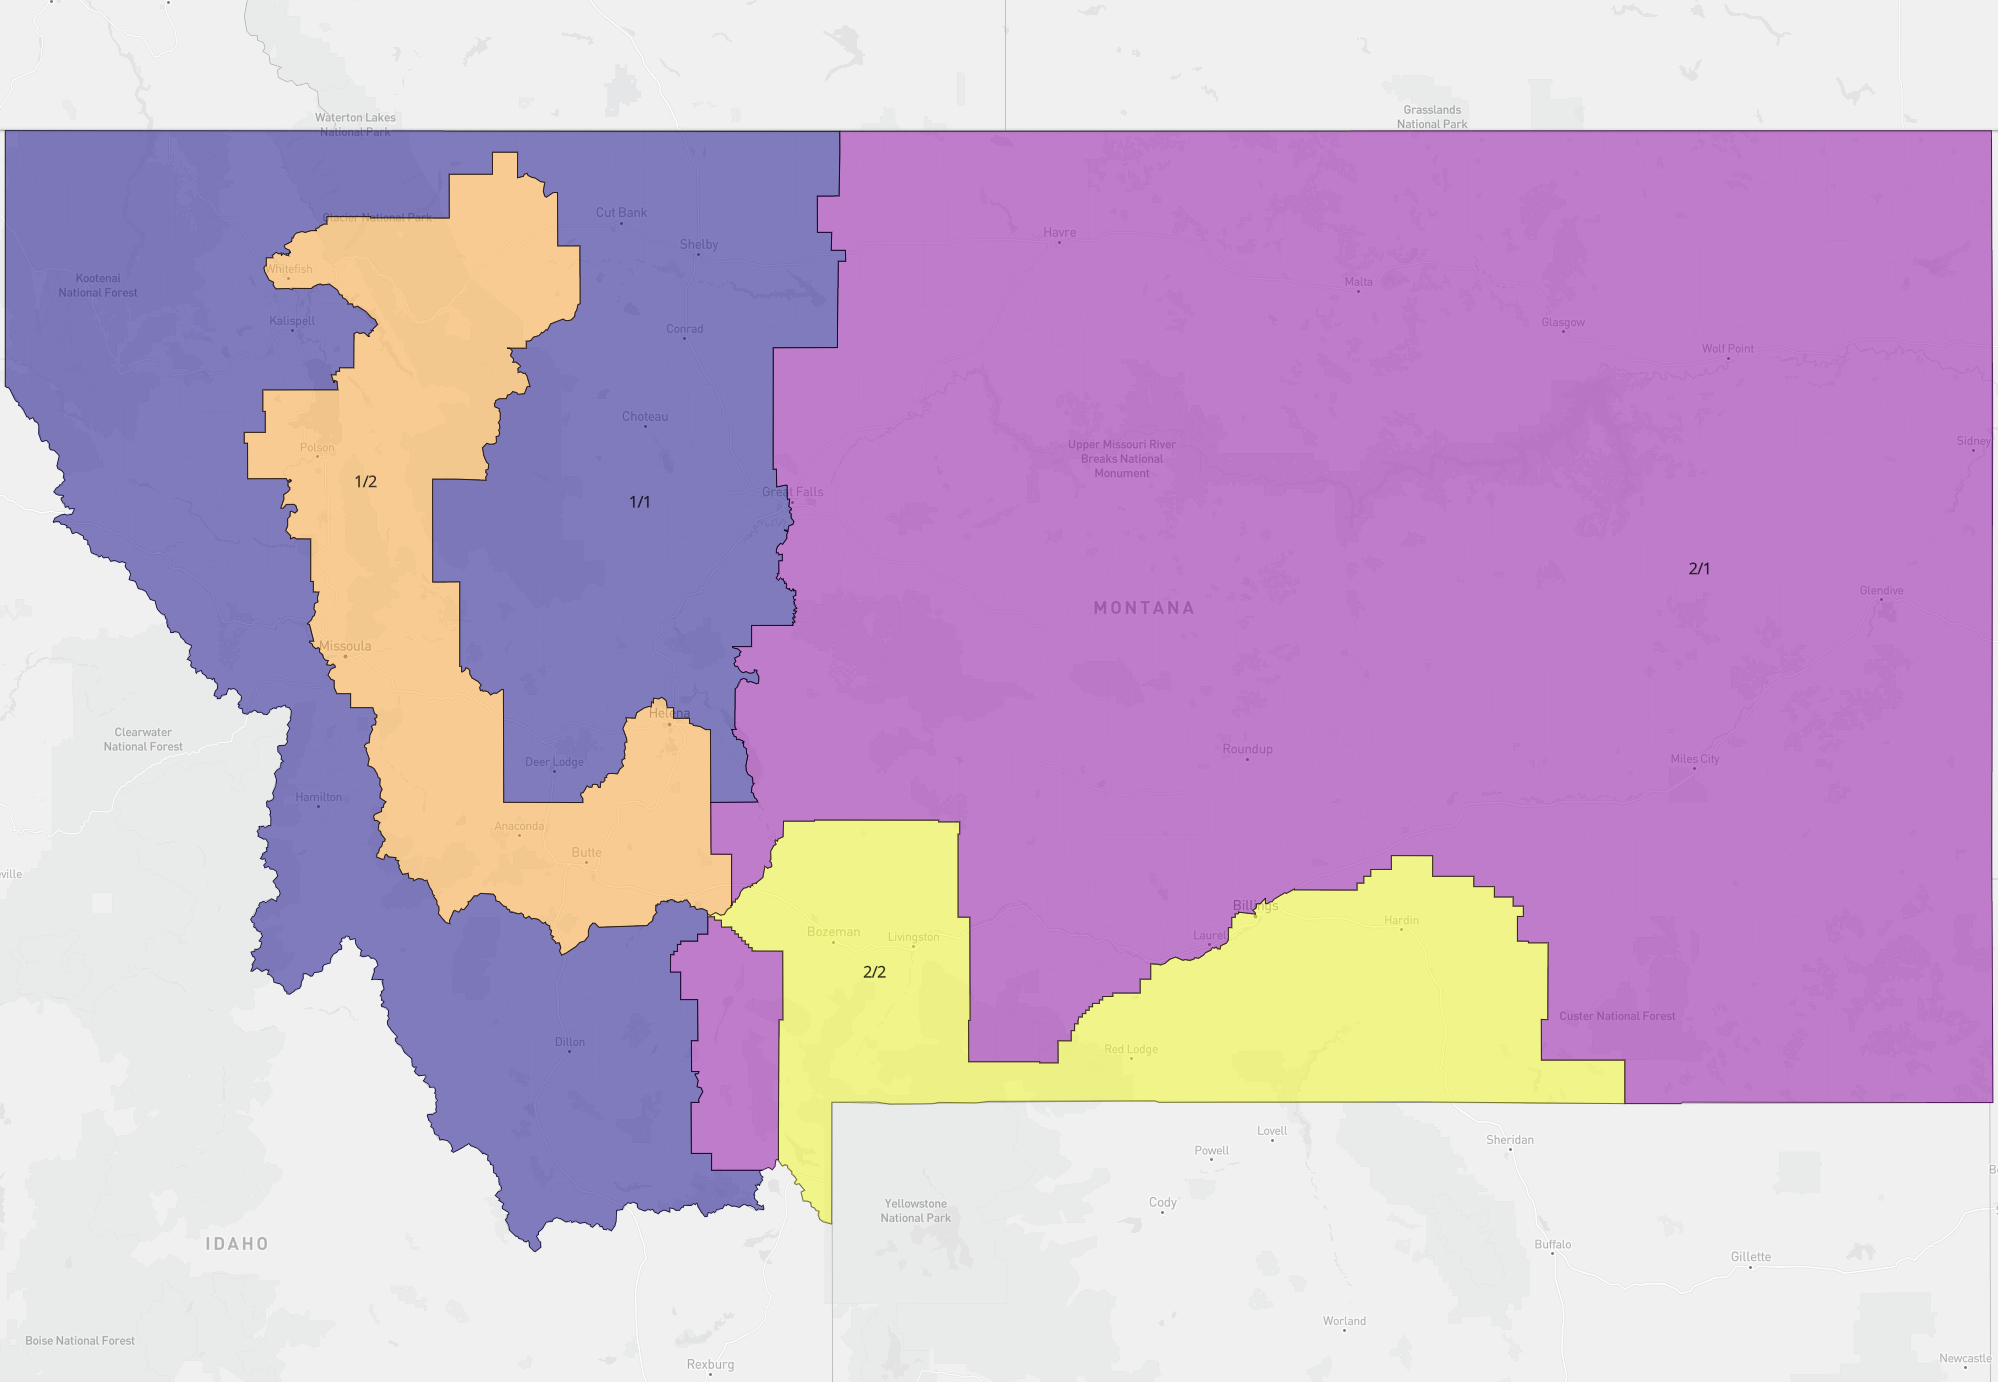 Waterton Lakes
National Park
Grasslands
National Park
Glacier National Park
Cut Bank
Shelby
Havre
Whitefish
Kootenai
National Forest
Malta
Kalispell
Conrad
Glasgow
Wolf Point
Choteau
Polson
Upper Missouri River
Breaks National
Monument
Sidney
1/2
1/1
Great Falls
2/1
MONTANA
Glendive
Missoula
Helena
Clearwater
National Forest
Roundup
Miles City
Deer Lodge
Hamilton
Anaconda
Butte
eville
Billings
Hardin
Bozeman
Livingston
Laurel
2/2
Custer National Forest
Dillon
Red Lodge
Lovell
Sheridan
Powell
Yellowstone
National Park
Cody
IDAHO
Buffalo
Gillette
Worland
Boise National Forest
Rexburg
Newcastle